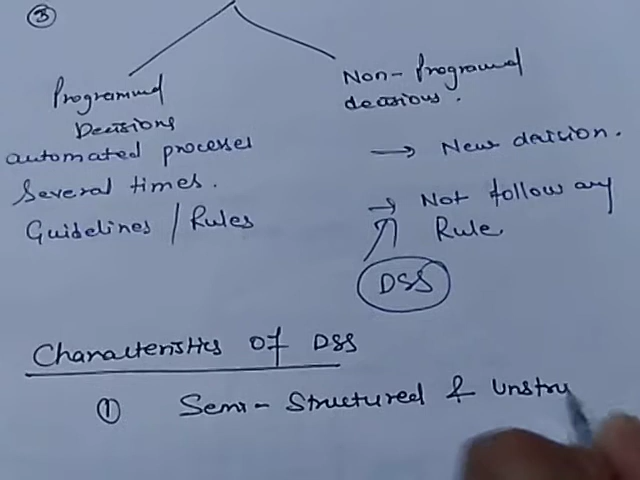 ③
Programmed
Decisions
automated processes
Several times.
Guidelines / Rules
Non-Programmed
decisions.
→ New decision.
→ Not follow any
Rule.
DSS
Characteristics Of DSS
① Semi-Structured & Unstru